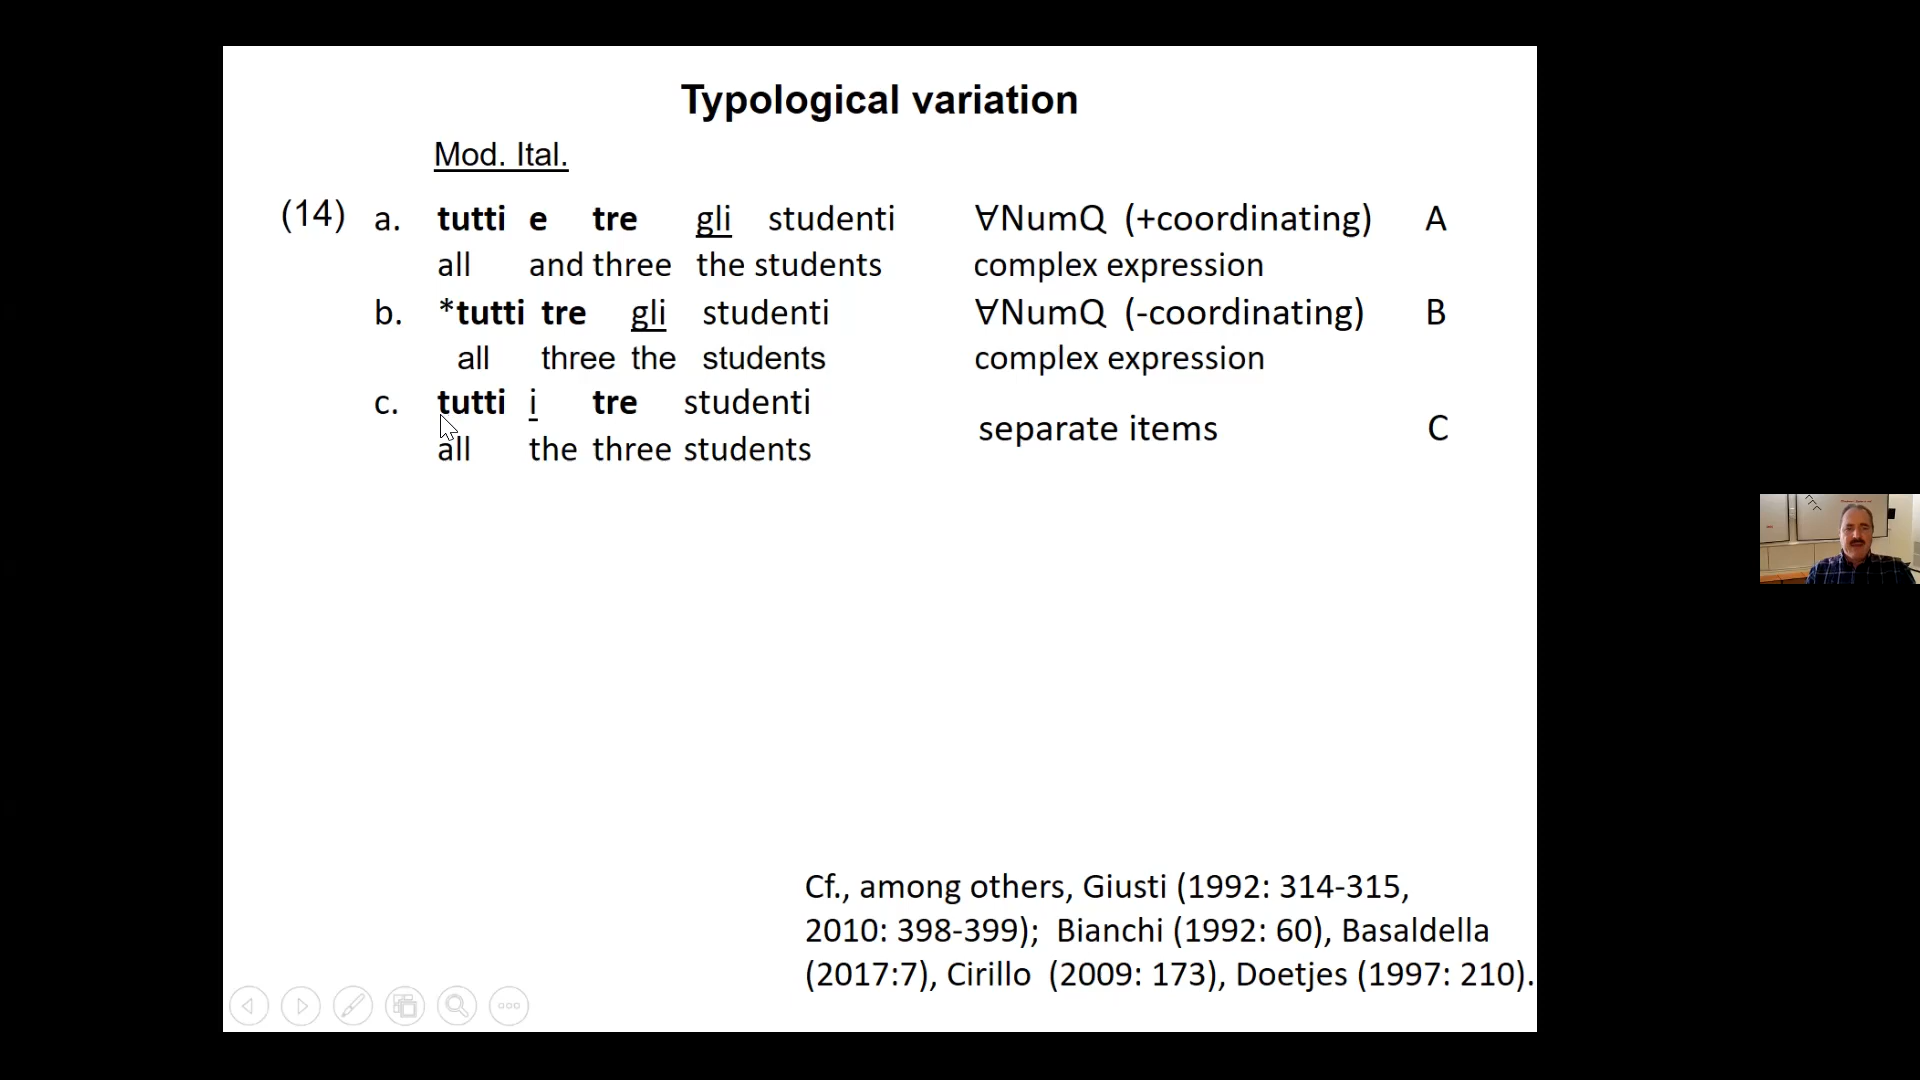 Typological variation
Mod. Ital.
(14) a. tutti e tre gli studenti ∀NumQ (+coordinating) A
all and three the students complex expression
b. *tutti tre gli studenti ∀NumQ (-coordinating) B
all three the students complex expression
c. tutti i tre studenti
separate items C
all the three students
Cf., among others, Giusti (1992: 314-315,
2010: 398-399); Bianchi (1992: 60), Basaldella
(2017:7), Cirillo (2009: 173), Doetjes (1997: 210).